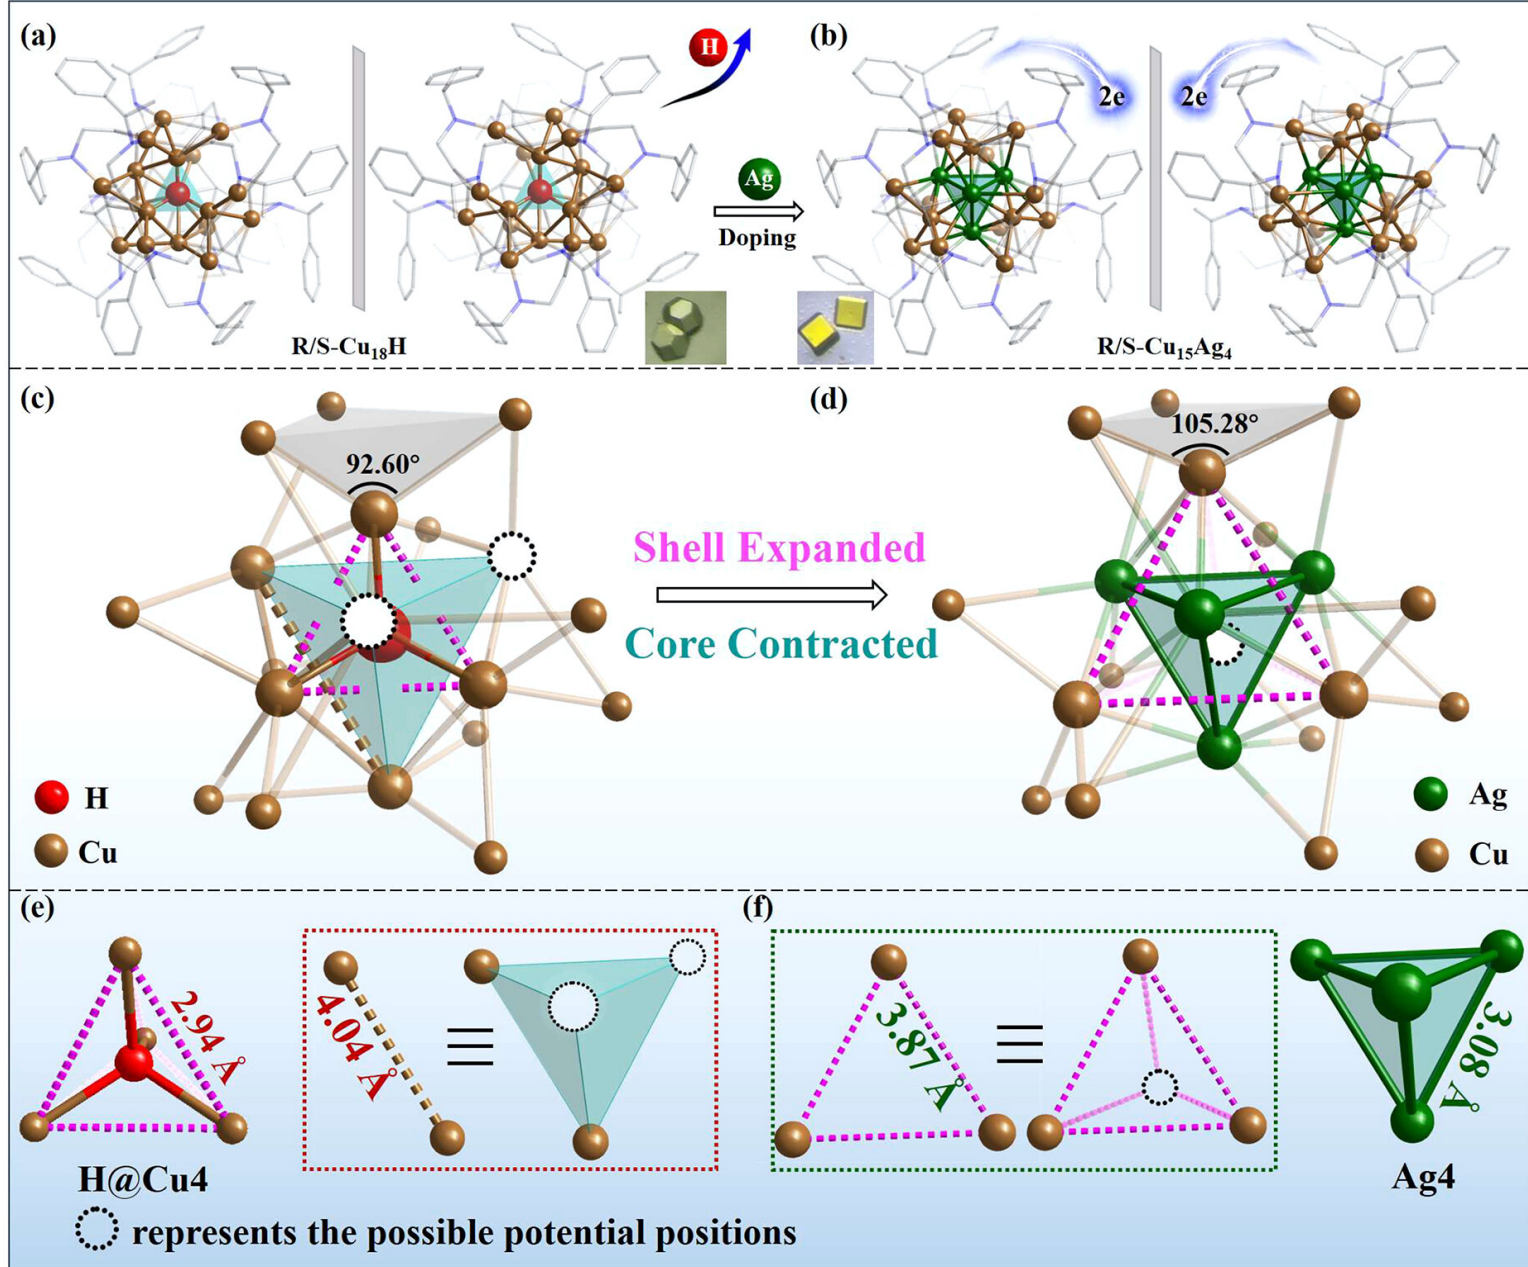 (a)
H
(b)
2e
2e
Ag
Doping
R/S-Cu₁₈H
R/S-Cu₁₅Ag₄
(c)
92.60°
(d)
105.28°
Shell Expanded
Core Contracted
H
Cu
Ag
Cu
(e)
2.94 Å
H@Cu4
4.04 Å
(f)
3.87 Å
3.08 Å
Ag4
represents the possible potential positions